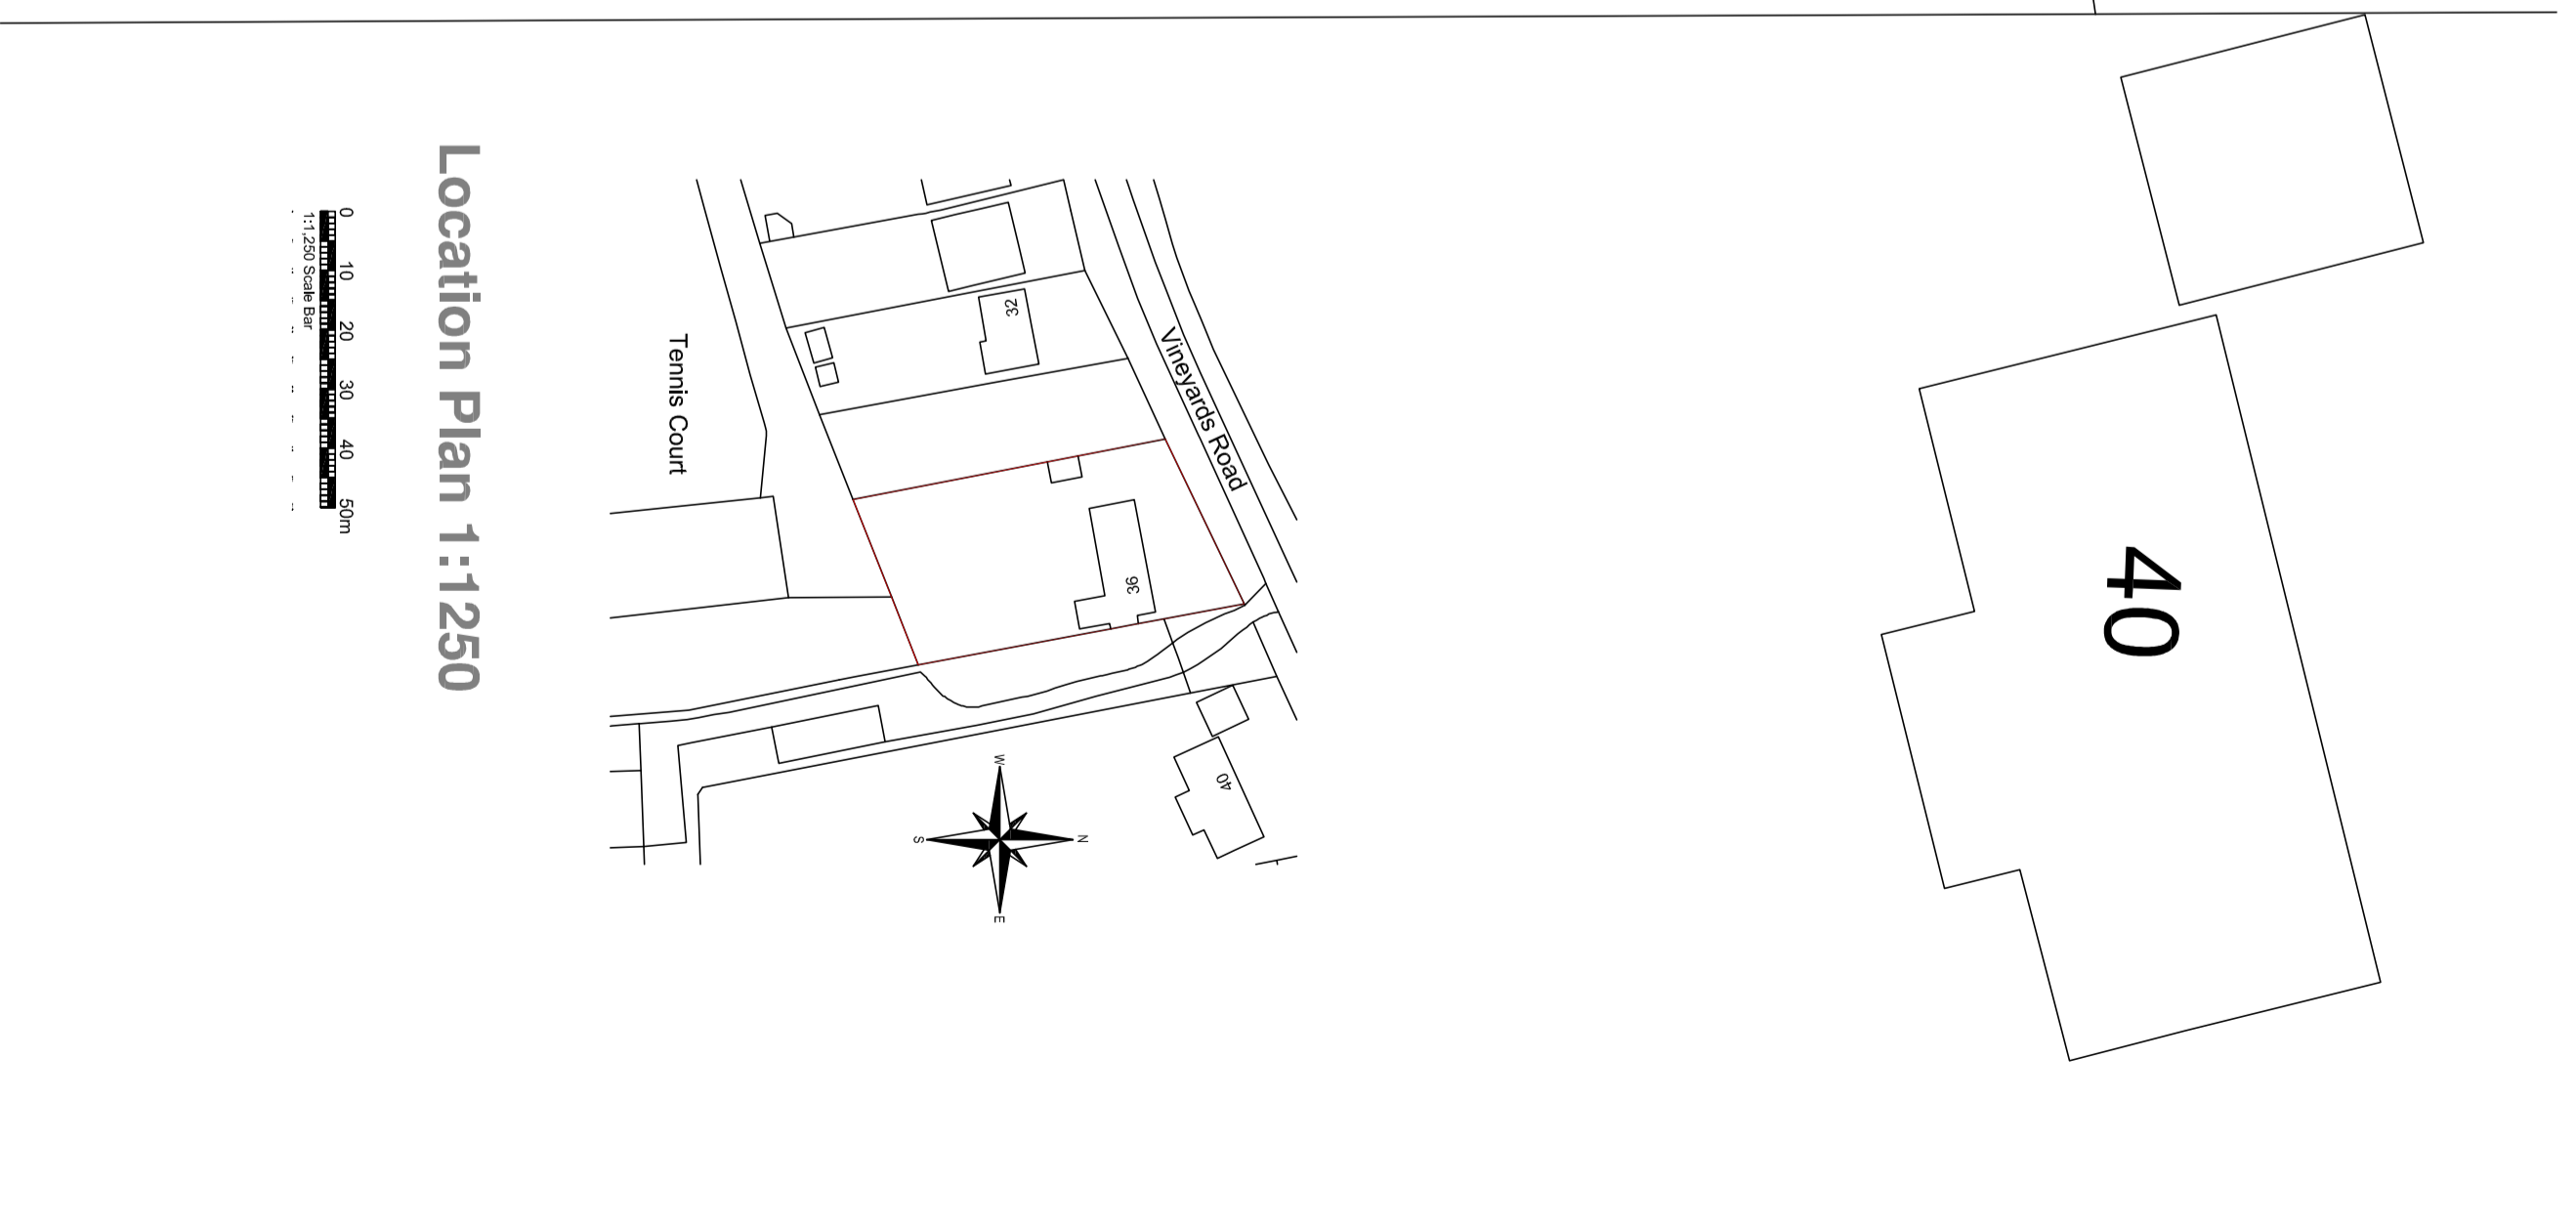 Vineyards Road
32
36
40
40
Tennis Court
N
W
E
S
Location Plan 1:1250
0 10 20 30 40 50m
1:1,250 Scale Bar